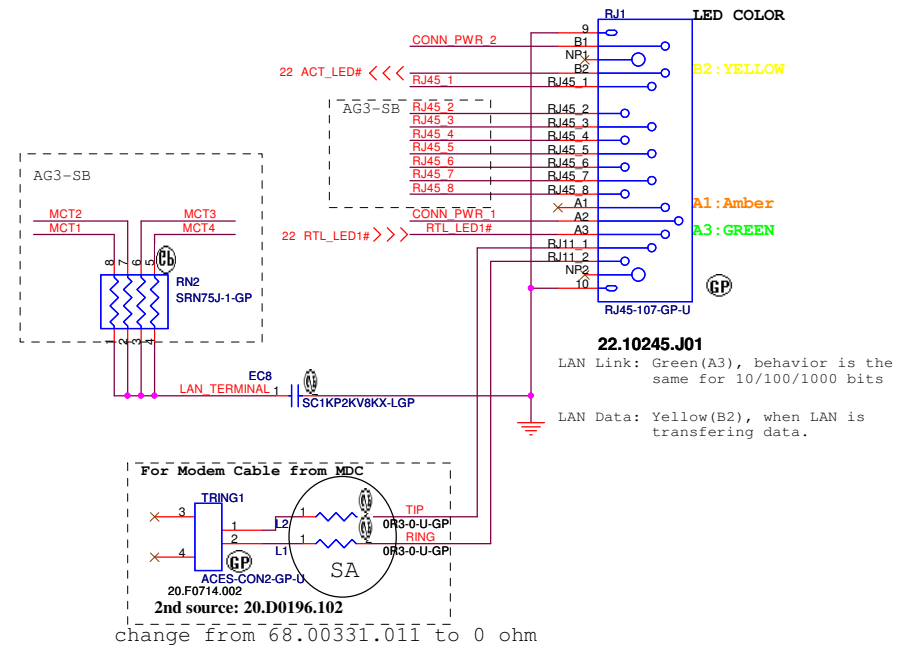 RJ1
LED COLOR
9
CONN_PWR_2
B1
NP1
22 ACT_LED#
B2
B2:YELLOW
RJ45_1
RJ45_1
AG3-SB
RJ45_2
RJ45_2
RJ45_3
RJ45_3
RJ45_4
RJ45_4
RJ45_5
RJ45_5
RJ45_6
RJ45_6
RJ45_7
RJ45_7
RJ45_8
RJ45_8
A1
A1:Amber
CONN_PWR_1
A2
22 RTL_LED1#
RTL_LED1#
A3
A3:GREEN
RJ11_1
RJ11_2
NP2
10
GP
RJ45-107-GP-U
22.10245.J01
LAN Link: Green(A3), behavior is the
same for 10/100/1000 bits
LAN Data: Yellow(B2), when LAN is
transfering data.
AG3-SB
MCT2
MCT3
MCT1
MCT4
8
7
6
5
RN2
SRN75J-1-GP
1
2
3
4
LAN_TERMINAL
1
EC8
SC1KP2KV8KX-LGP
For Modem Cable from MDC
TRING1
3
1
L2
1
TIP
0R3-0-U-GP
2
L1
1
RING
0R3-0-U-GP
4
GP
SA
ACES-CON2-GP-U
20.F0714.002
2nd source: 20.D0196.102
change from 68.00331.011 to 0 ohm